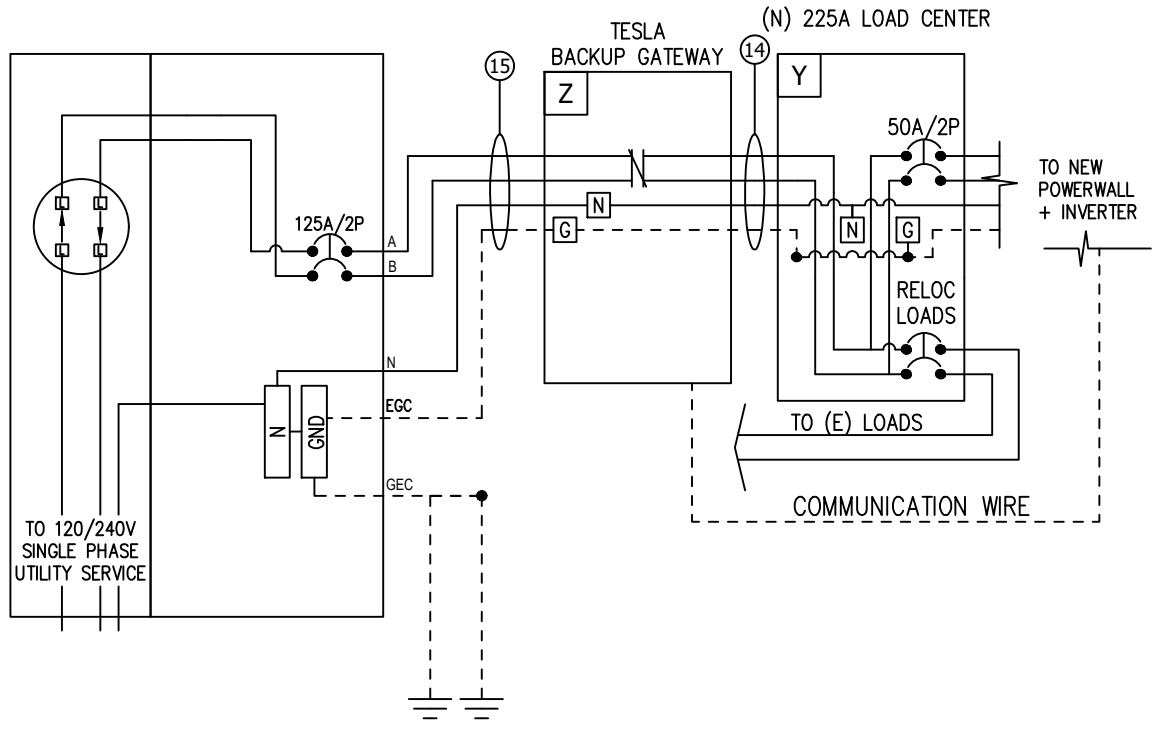 (N) 225A LOAD CENTER
TESLA
BACKUP GATEWAY
15
14
Z
Y
50A/2P
TO NEW
POWERWALL
+ INVERTER
L
L
L
L
125A/2P
A
B
N
G
N
G
RELOC
LOADS
N
EGC
N
GND
TO (E) LOADS
GEC
COMMUNICATION WIRE
TO 120/240V
SINGLE PHASE
UTILITY SERVICE